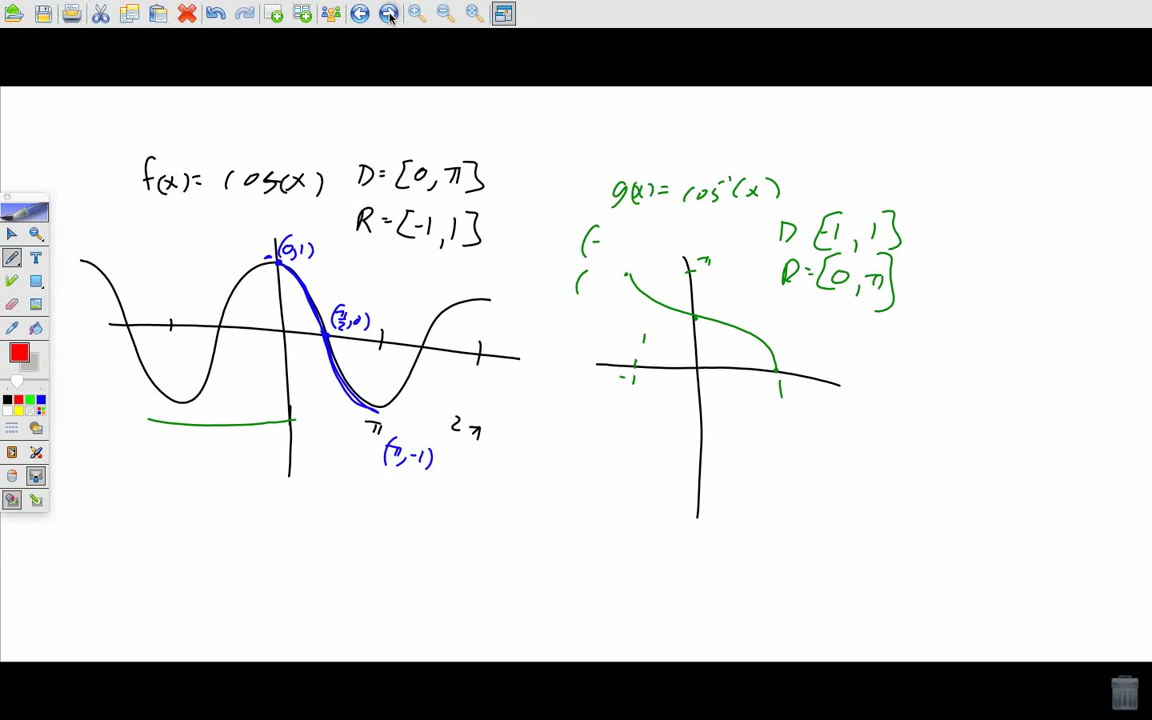 f(x)= cos(x) D=[0,π]
R=[-1,1]
(0,1)
(π/2,0)
π
2π
(π,-1)
g(x)= cos⁻¹(x)
D [-1,1]
R=[0,π]
(-
(
π
1
-1
1